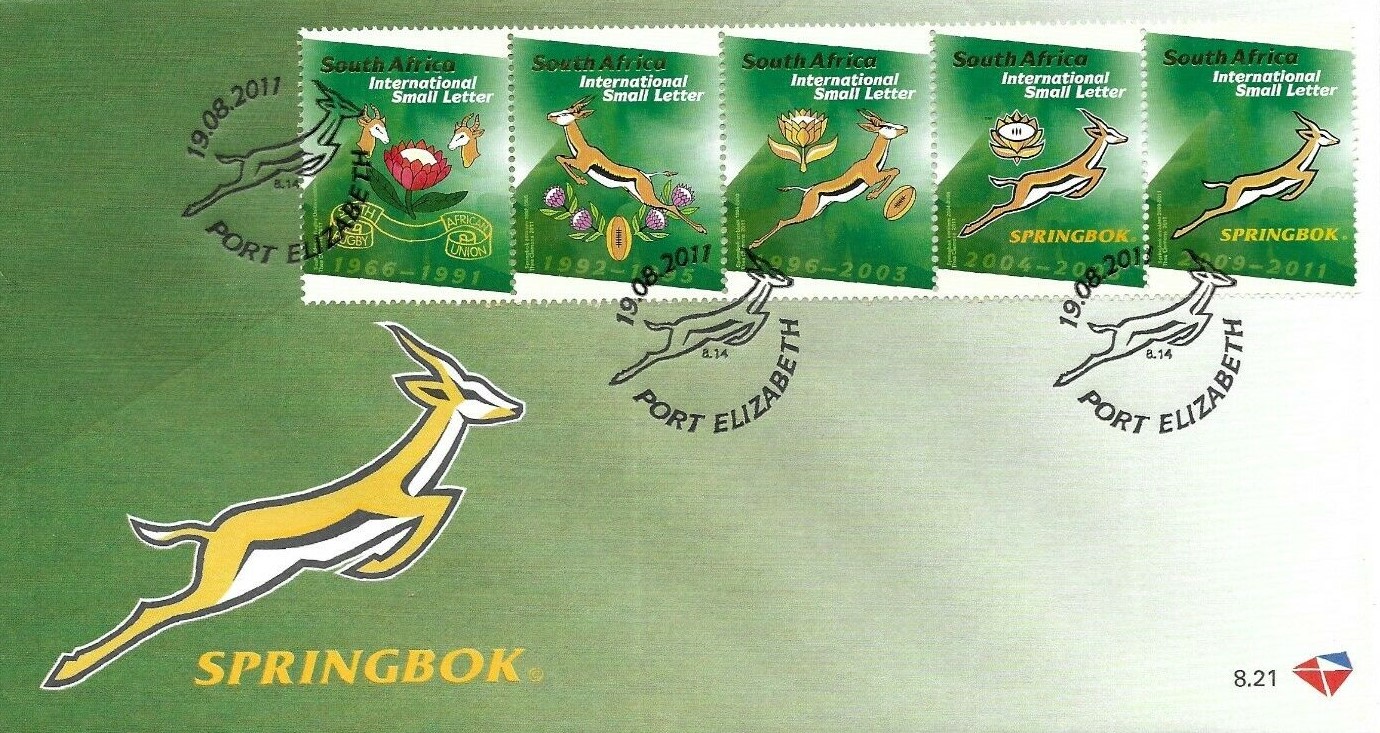 South Africa
International
Small Letter
SOUTH AFRICAN
RUGBY UNION
1966–1991
South Africa
International
Small Letter
South Africa
International
Small Letter
1996–2003
South Africa
International
Small Letter
SPRINGBOK
South Africa
International
Small Letter
SPRINGBOK
2009–2011
19.08.2011
8.14
PORT ELIZABETH
19.08.2011
8.14
PORT ELIZABETH
19.08.2011
8.14
PORT ELIZABETH
SPRINGBOK©
8.21